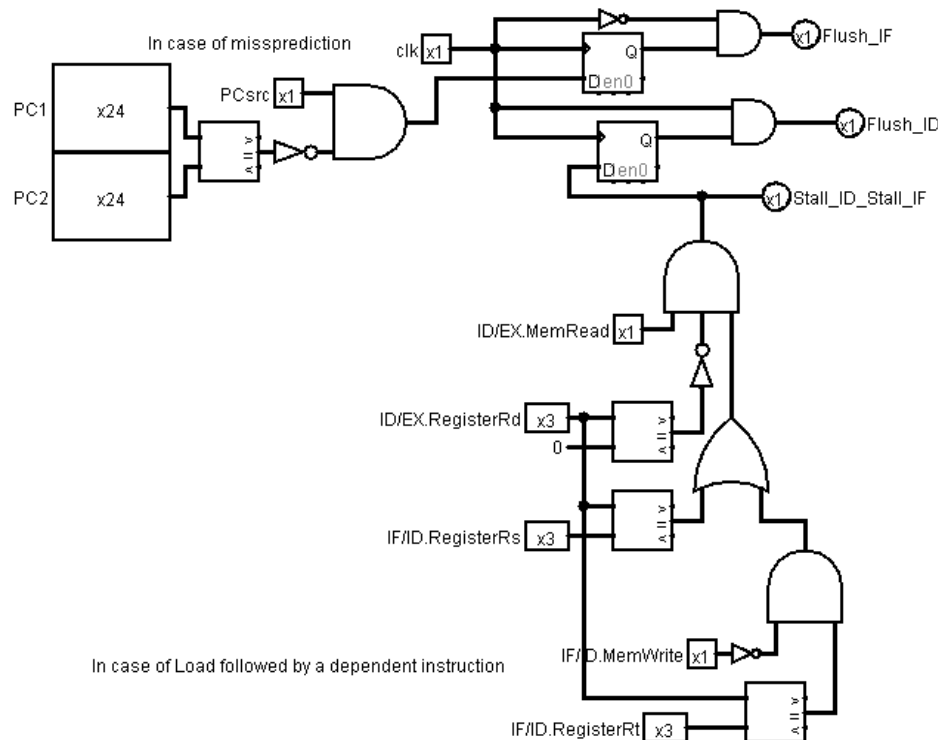 In case of missprediction
clk x1
x1 Flush_IF
Q
D en0
PCsrc x1
PC1 x24
> = <
PC2 x24
x1 Flush_ID
Q
D en0
x1 Stall_ID_Stall_IF
ID/EX.MemRead x1
ID/EX.RegisterRd x3
0
> = <
IF/ID.RegisterRs x3
> = <
IF/ID.MemWrite x1
In case of Load followed by a dependent instruction
IF/ID.RegisterRt x3
> = <